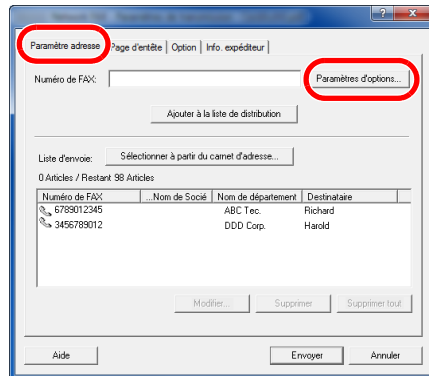 Paramètre adresse Page d'entête Option Info. expéditeur
Numéro de FAX: Paramètres d'options...
Ajouter à la liste de distribution
Liste d'envoie: Sélectionner à partir du carnet d'adresse...
0 Articles / Restant 98 Articles
Numéro de FAX ...Nom de Socié Nom de département Destinataire
6789012345 ABC Tec. Richard
3456789012 DDD Corp. Harold
Modifier... Supprimer Supprimer tout
Aide Envoyer Annuler